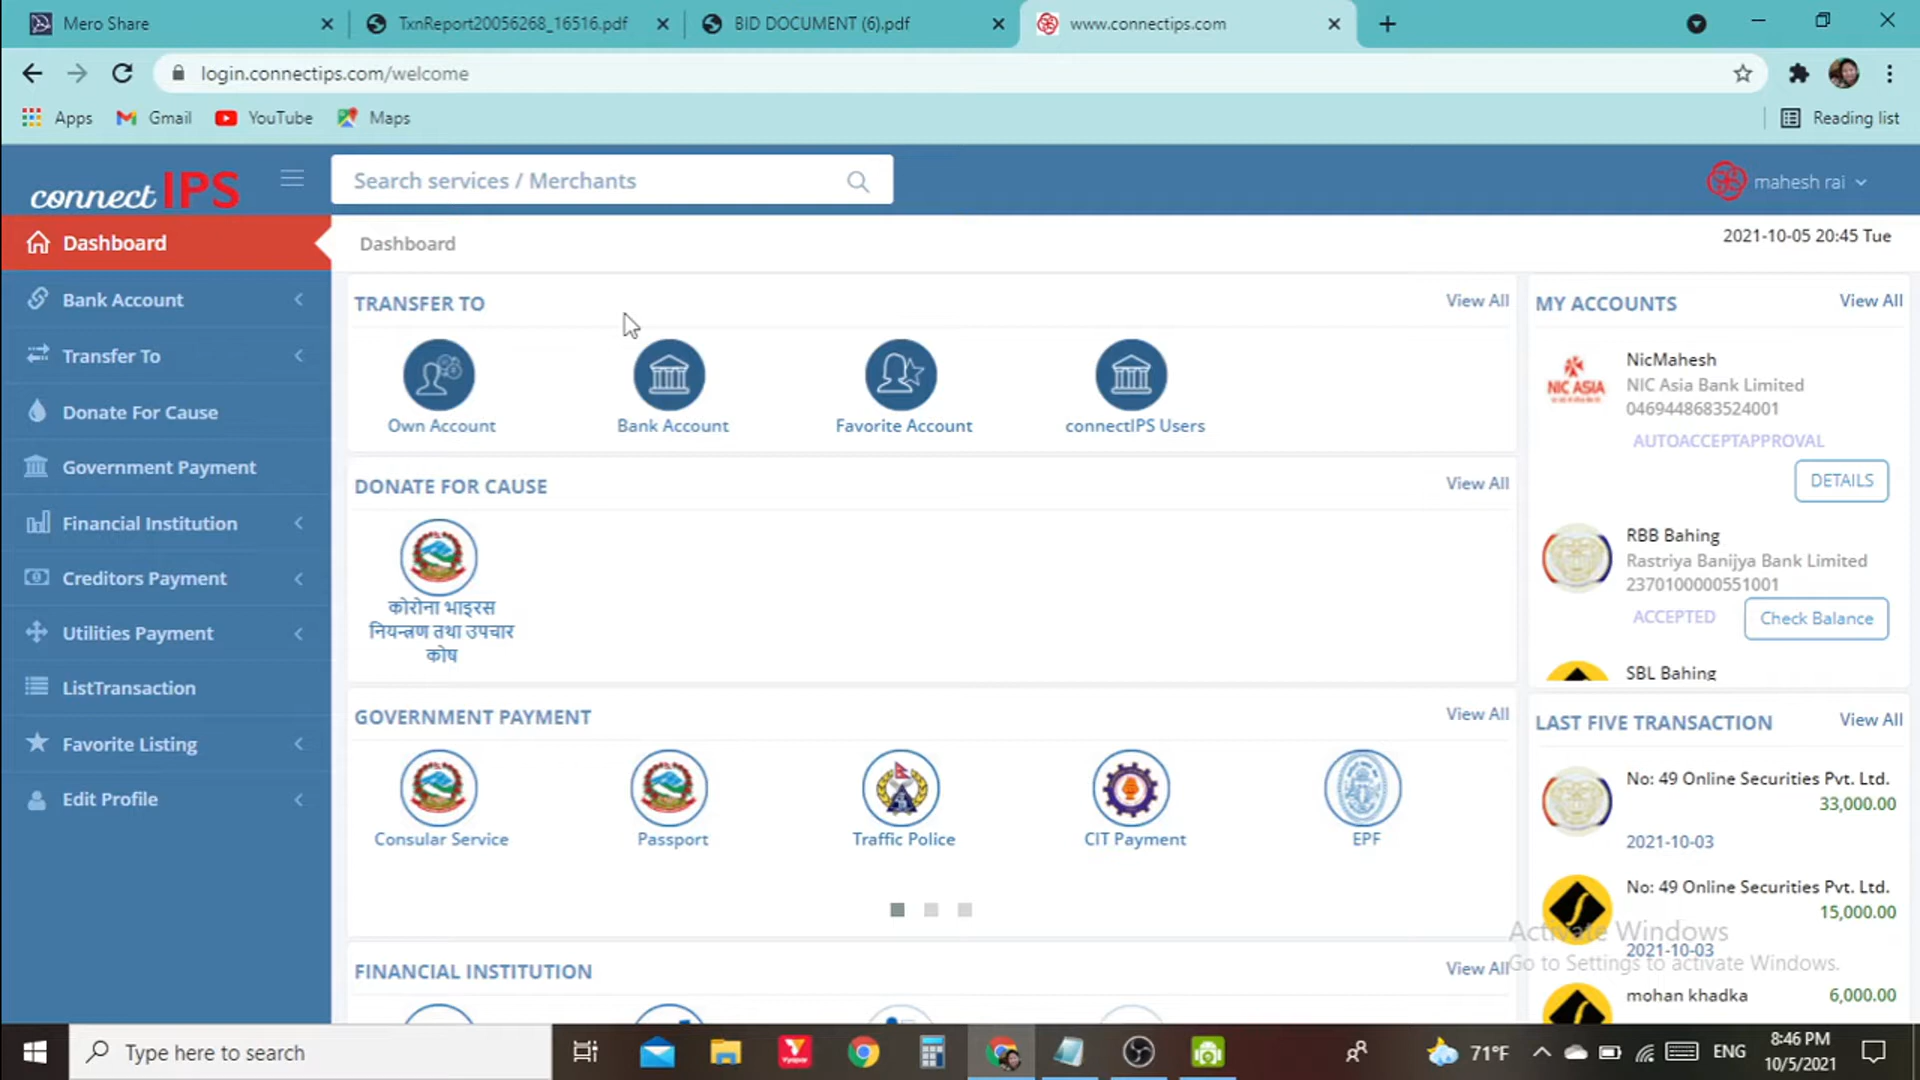 Mero Share
TxnReport20056268_16516.pdf
BID DOCUMENT (6).pdf
www.connectips.com
login.connectips.com/welcome
Apps
Gmail
YouTube
Maps
Reading list
connect IPS
Search services / Merchants
mahesh rai
Dashboard
Bank Account
Transfer To
Donate For Cause
Government Payment
Financial Institution
Creditors Payment
Utilities Payment
ListTransaction
Favorite Listing
Edit Profile
Dashboard
2021-10-05 20:45 Tue
TRANSFER TO
View All
Own Account
Bank Account
Favorite Account
connectIPS Users
DONATE FOR CAUSE
View All
कोरोना भाइरस
नियन्त्रण तथा उपचार
कोष
GOVERNMENT PAYMENT
View All
Consular Service
Passport
Traffic Police
CIT Payment
EPF
FINANCIAL INSTITUTION
View All
MY ACCOUNTS
View All
NIC ASIA
NicMahesh
NIC Asia Bank Limited
0469448683524001
AUTOACCEPTAPPROVAL
DETAILS
RBB Bahing
Rastriya Banijya Bank Limited
2370100000551001
ACCEPTED
Check Balance
SBL Bahing
LAST FIVE TRANSACTION
View All
No: 49 Online Securities Pvt. Ltd.
33,000.00
2021-10-03
No: 49 Online Securities Pvt. Ltd.
15,000.00
2021-10-03
mohan khadka
6,000.00
Activate Windows
Go to Settings to activate Windows.
Type here to search
Vyapar
71°F
ENG
8:46 PM
10/5/2021